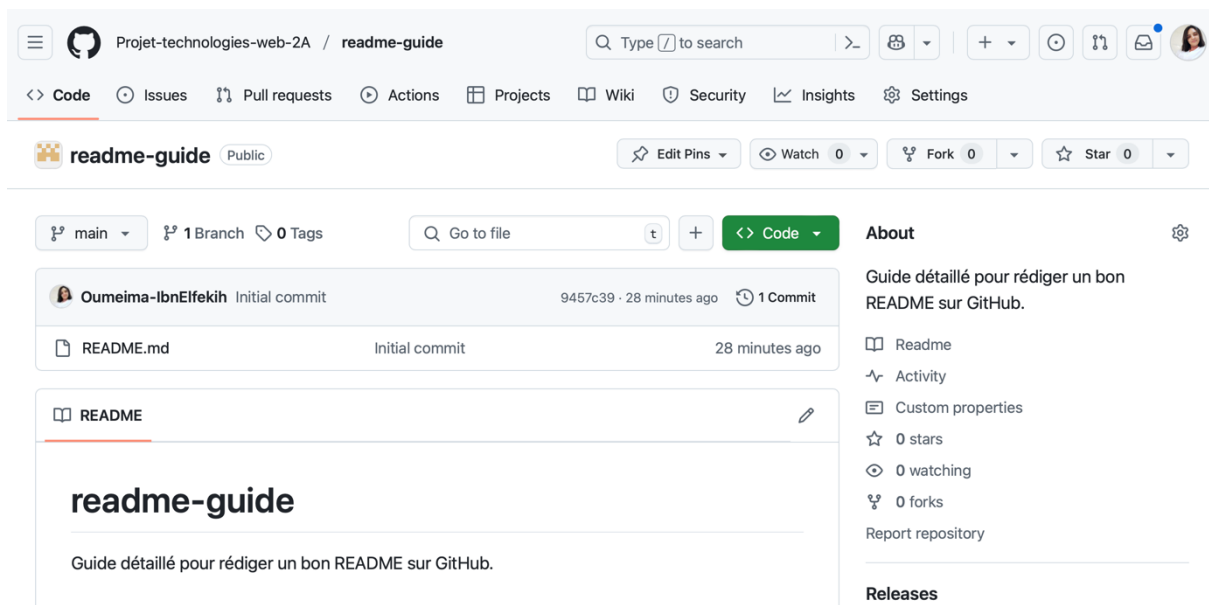 Projet-technologies-web-2A / readme-guide Type / to search
Code Issues Pull requests Actions Projects Wiki Security Insights Settings
readme-guide Public Edit Pins Watch 0 Fork 0 Star 0
main 1 Branch 0 Tags Go to file t Code
Oumeima-IbnElfekih Initial commit 9457c39 · 28 minutes ago 1 Commit
README.md Initial commit 28 minutes ago
README
readme-guide
Guide détaillé pour rédiger un bon README sur GitHub.
About
Guide détaillé pour rédiger un bon
README sur GitHub.
Readme
Activity
Custom properties
0 stars
0 watching
0 forks
Report repository
Releases